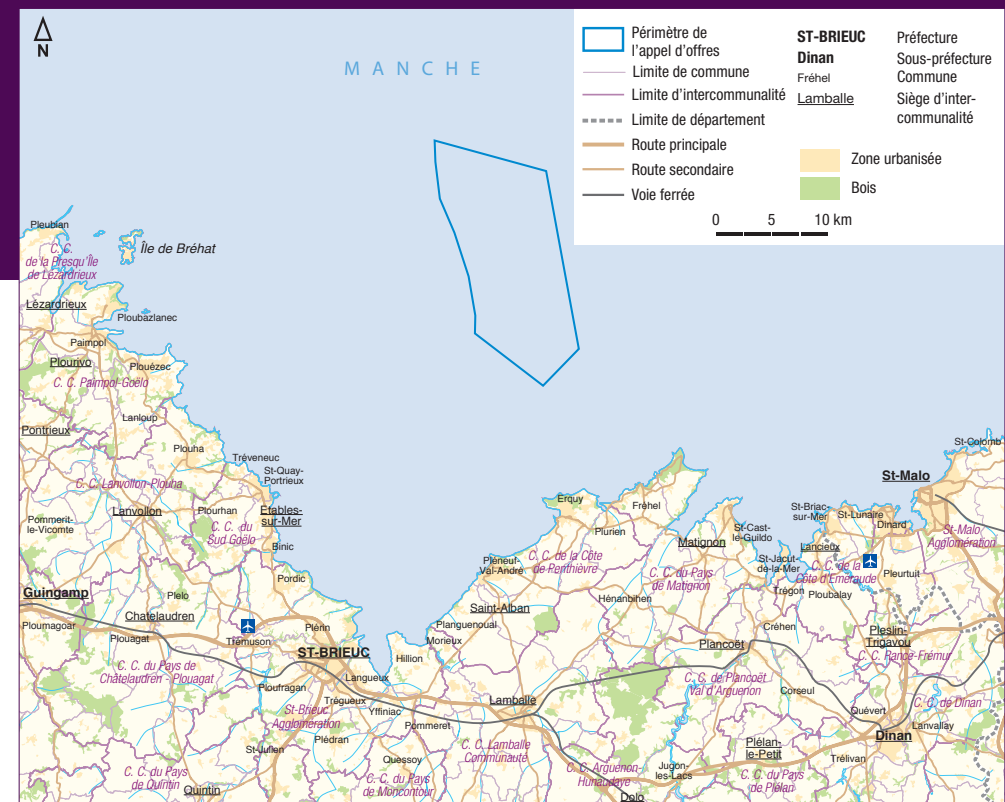 N
MANCHE
Périmètre de
l'appel d'offres
Limite de commune
Limite d'intercommunalité
Limite de département
Route principale
Route secondaire
Voie ferrée
ST-BRIEUC Préfecture
Dinan Sous-préfecture
Fréhel Commune
Lamballe Siège d'inter-
communalité
Zone urbanisée
Bois
0 5 10 km
Pleubian
C. C.
de la Presqu'île
de Lézardrieux
Île de Bréhat
Lézardrieux
Ploubazlanec
Paimpol
Plourivo
Plouézec
C. C. Paimpol-Goëlo
Lanloup
Pontrieux
Plouha
Tréveneuc
St-Quay-
Portrieux
C. C. Lanvollon-Plouha
Lanvollon
Plourhan
Etables-
sur-Mer
Pommerit-
le-Vicomte
C. C. du
Sud Goëlo
Binic
Pordic
Guingamp
Plelo
Chatelaudren
Ploumagoar
Plouagat
Trémuson
Plérin
ST-BRIEUC
Hillion
C. C. du Pays de
Châtelaudren - Plouagat
Langueux
Ploufragan
Trégueux
Yffiniac
St-Brieuc
Agglomération
Plédran
Pommeret
St-Julien
Quessoy
C. C. du Pays
de Quintin
Quintin
C. C. du Pays
de Moncontour
C. C. Lamballe
Communauté
Lamballe
Morieux
Planguenoual
Saint-Alban
Pléneuf-
Val-André
Erquy
Fréhel
Plurien
C. C. de la Côte
de Penthièvre
Hénanbihen
Matignon
C. C. du Pays
de Matignon
St-Cast-
le-Guildo
St-Jacut-
de-la-Mer
Trégon
Ploubalay
Lancieux
St-Briac-
sur-Mer
St-Lunaire
Dinard
St-Malo
St-Colomb
St-Malo
Agglomération
C. C. de la
Côte d'Emeraude
Pleurtuit
Créhen
Plancoët
Pleslin-
Trigavou
C. C. Rance-Frémur
C. C. de Plancoët
Val d'Arguenon
Corseul
Quévert
C. C. de Dinan
Lanvallay
Dinan
Plélan-
le-Petit
Trélivan
Jugon-
les-Lacs
C. C. du Pays
de Plélan
C. C. Arguenon-
Hunaudaye
Dolo